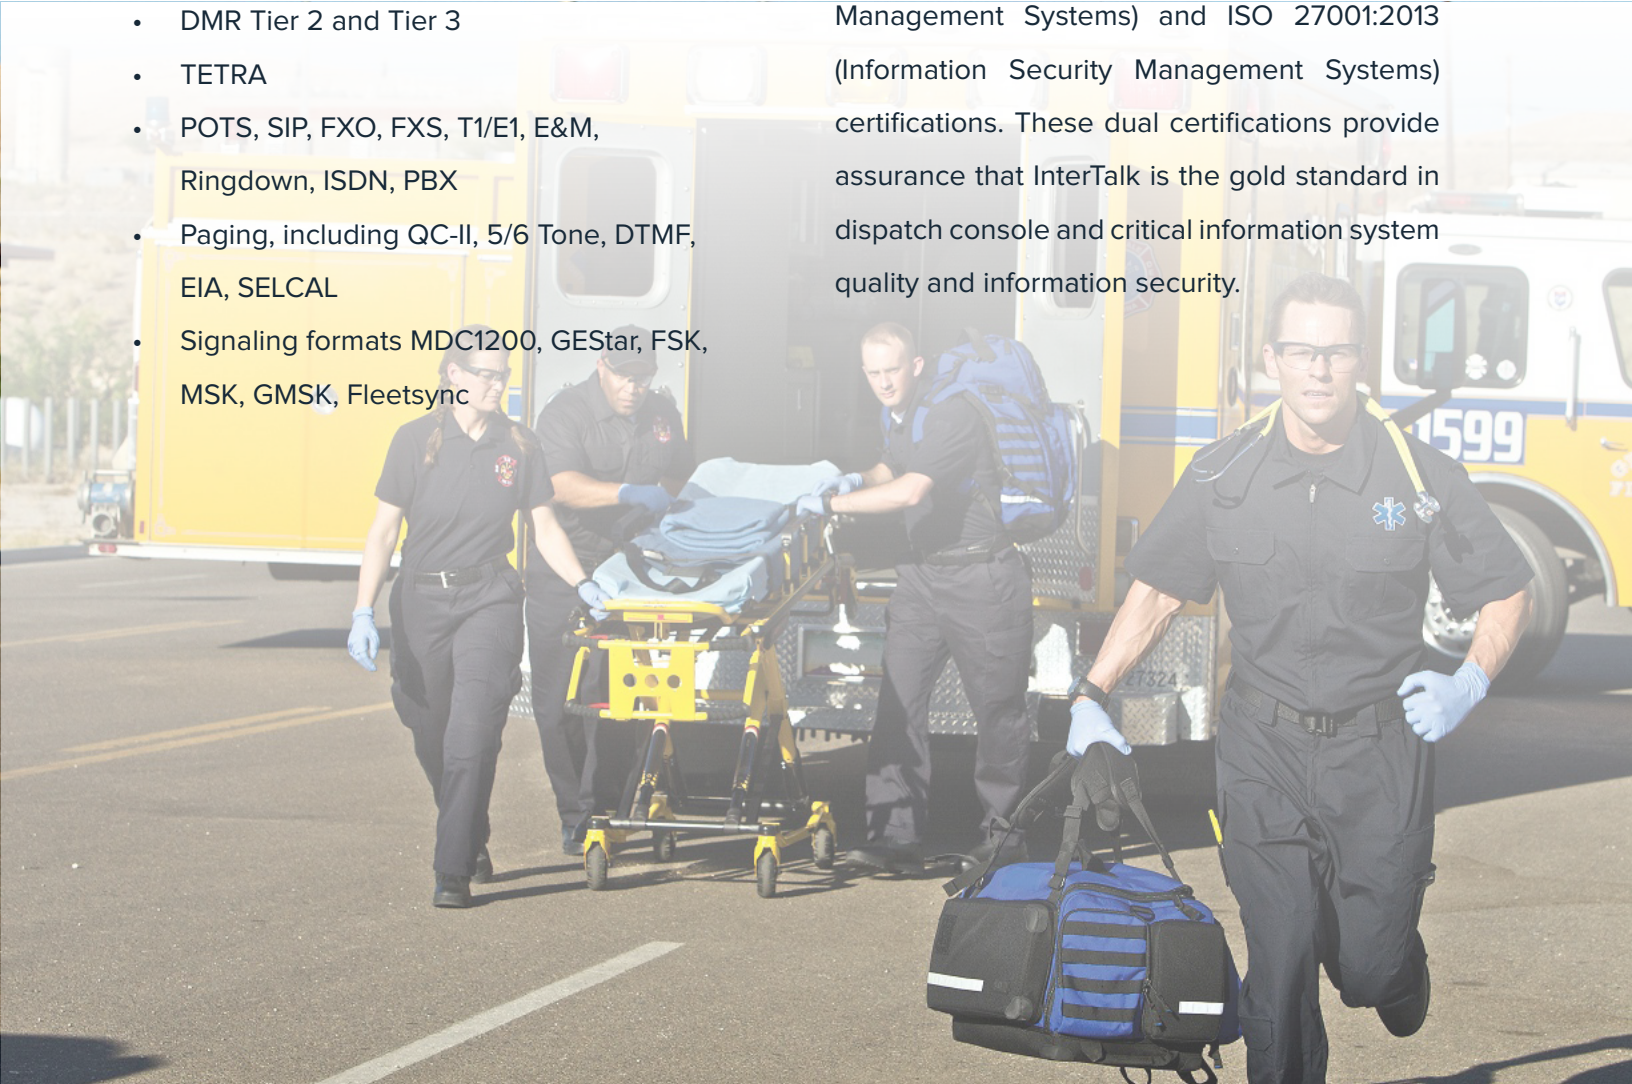 • DMR Tier 2 and Tier 3
• TETRA
• POTS, SIP, FXO, FXS, T1/E1, E&M,
Ringdown, ISDN, PBX
• Paging, including QC-II, 5/6 Tone, DTMF,
EIA, SELCAL
• Signaling formats MDC1200, GEStar, FSK,
MSK, GMSK, Fleetsync
Management Systems) and ISO 27001:2013
(Information Security Management Systems)
certifications. These dual certifications provide
assurance that InterTalk is the gold standard in
dispatch console and critical information system
quality and information security.
1599
27324